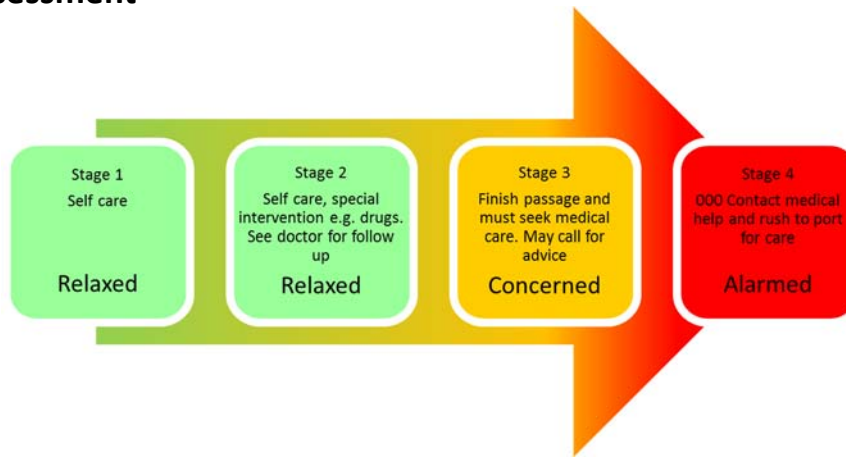 Stage 1
Self care
Relaxed
Stage 2
Self care, special
intervention e.g. drugs.
See doctor for follow
up
Relaxed
Stage 3
Finish passage and
must seek medical
care. May call for
advice
Concerned
Stage 4
000 Contact medical
help and rush to port
for care
Alarmed